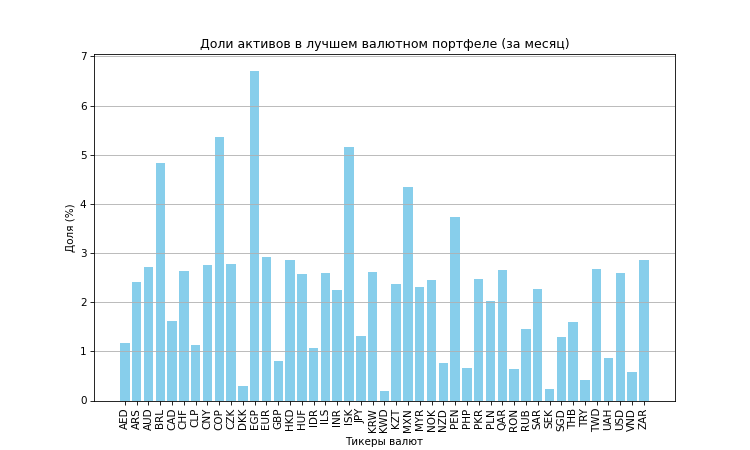 Доли активов в лучшем валютном портфеле (за месяц)
Доля (%)
7
6
5
4
3
2
1
0
AED ARS AUD BRL CAD CHF CLP CNY COP CZK DKK EGP EUR GBP HKD HUF IDR ILS INR ISK JPY KRW KWD KZT MXN MYR NOK NZD PEN PHP PKR PLN QAR RON RUB SAR SEK SGD THB TRY TWD UAH USD VND ZAR
Тикеры валют